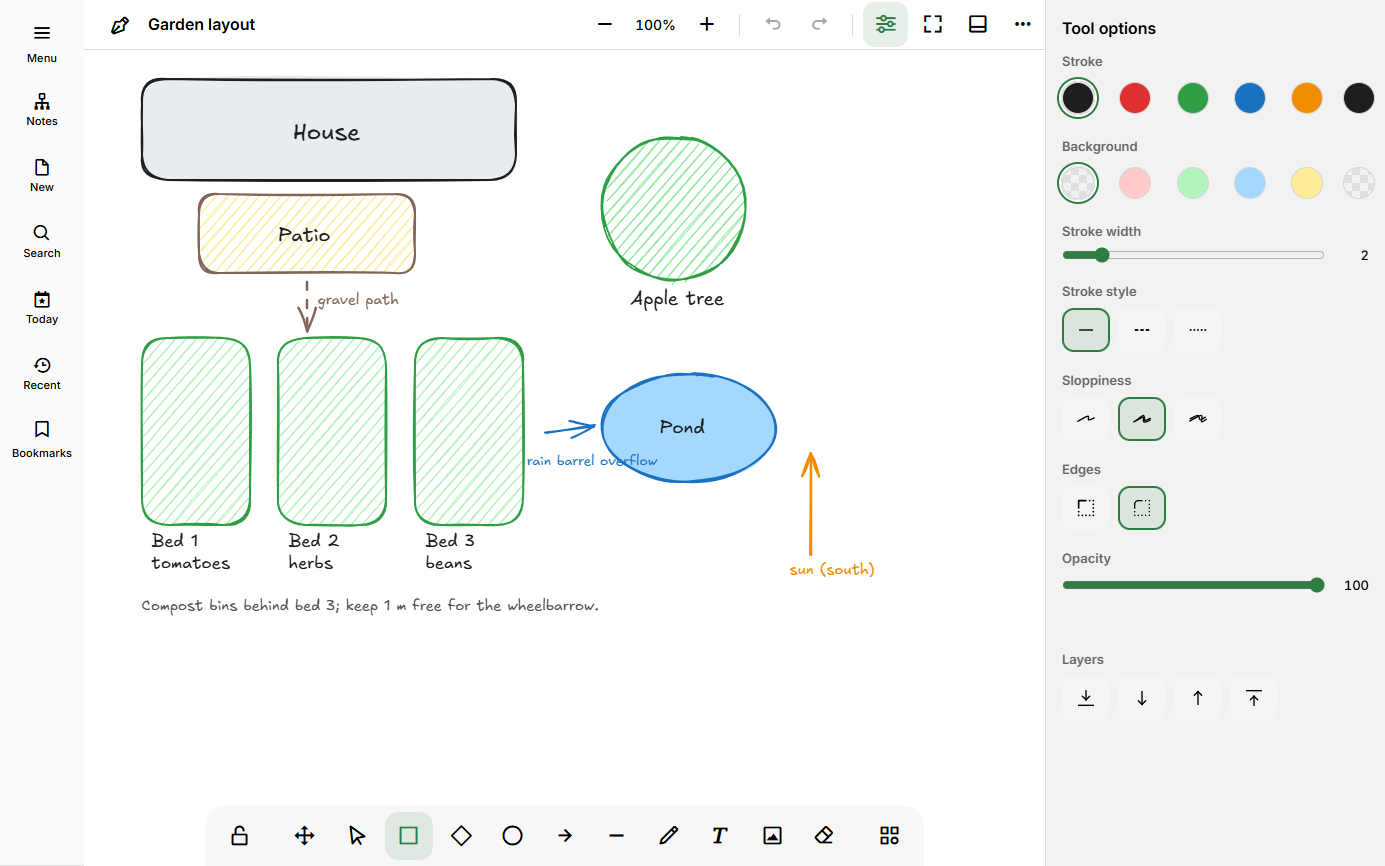 Menu
Notes
New
Search
Today
Recent
Bookmarks
Garden layout
100%
House
Patio
gravel path
Apple tree
Pond
rain barrel overflow
Bed 1
tomatoes
Bed 2
herbs
Bed 3
beans
sun (south)
Compost bins behind bed 3; keep 1 m free for the wheelbarrow.
T
Tool options
Stroke
Background
Stroke width
2
Stroke style
Sloppiness
Edges
Opacity
100
Layers